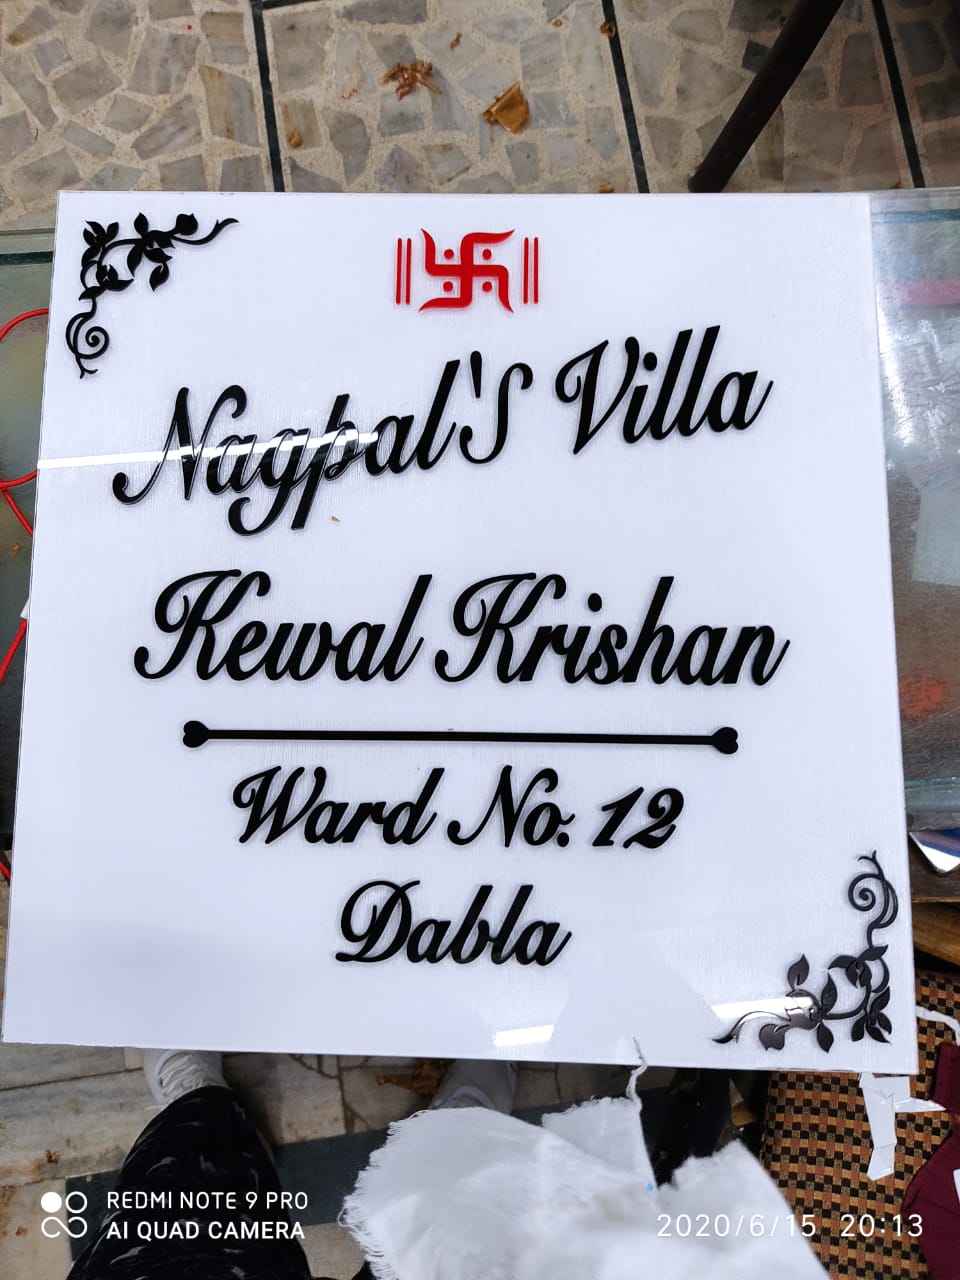 Nagpal'S Villa
Kewal Krishan
Ward No. 12
Dabla
REDMI NOTE 9 PRO
AI QUAD CAMERA
2020/6/15 20:13